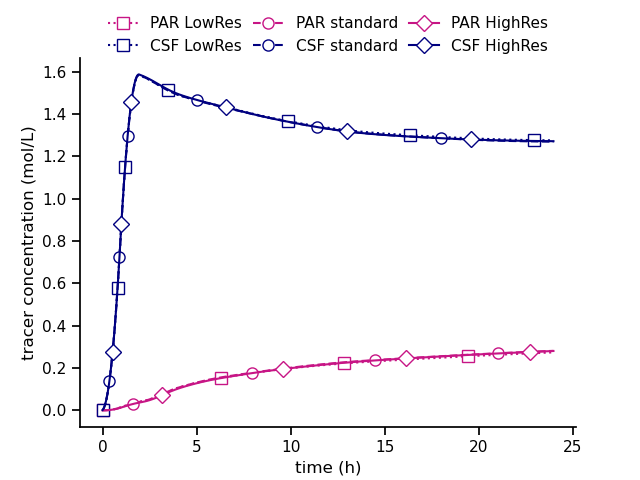 PAR LowRes PAR standard PAR HighRes
CSF LowRes CSF standard CSF HighRes
1.6
1.4
1.2
1.0
0.8
0.6
0.4
0.2
0.0
tracer concentration (mol/L)
0 5 10 15 20 25
time (h)